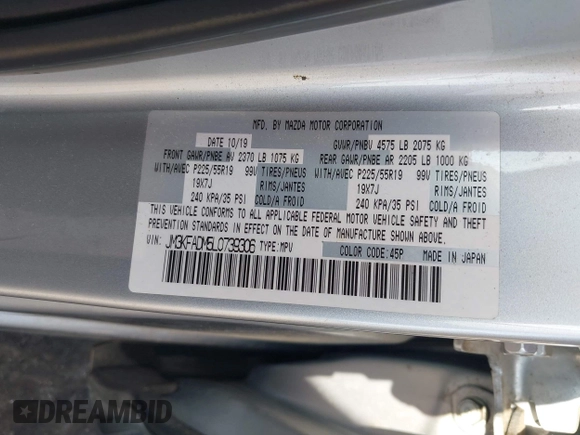 MFD. BY MAZDA MOTOR CORPORATION
DATE 10/19 GVWR/PNBV 4575 LB 2075 KG
FRONT GAWR/PNBE AV 2370 LB 1075 KG REAR GAWR/PNBE AR 2205 LB 1000 KG
WITH/AVEC P225/55R19 99V TIRES/PNEUS WITH/AVEC P225/55R19 99V TIRES/PNEUS
19X7J RIMS/JANTES 19X7J RIMS/JANTES
240 KPA/35 PSI COLD/A FROID 240 KPA/35 PSI COLD/A FROID
THIS VEHICLE CONFORMS TO ALL APPLICABLE FEDERAL MOTOR VEHICLE SAFETY AND THEFT
PREVENTION STANDARDS IN EFFECT ON THE DATE OF MANUFACTURE SHOWN ABOVE.
VIN: JM3KFADM5L0739306 TYPE:MPV COLOR CODE:45P MADE IN JAPAN
DREAMBID